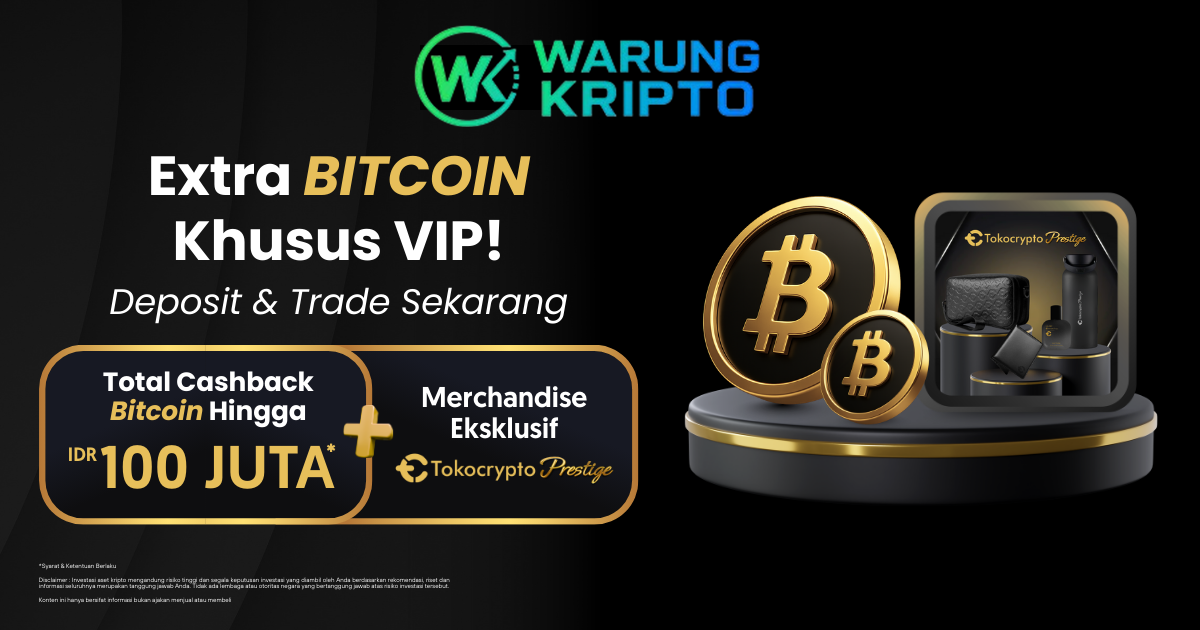 WK WARUNG
KRIPTO
Extra BITCOIN
Khusus VIP!
Deposit & Trade Sekarang
Total Cashback
Bitcoin Hingga
IDR 100 JUTA*
+
Merchandise
Eksklusif
Tokocrypto Prestige
Tokocrypto Prestige
*Syarat & Ketentuan Berlaku
Disclaimer : Investasi aset kripto mengandung risiko tinggi dan segala keputusan investasi yang diambil oleh Anda berdasarkan rekomendasi, riset dan
informasi seluruhnya merupakan tanggung jawab Anda. Tidak ada lembaga atau otoritas negara yang bertanggung jawab atas risiko investasi tersebut.
Konten ini hanya bersifat informasi bukan ajakan menjual atau membeli